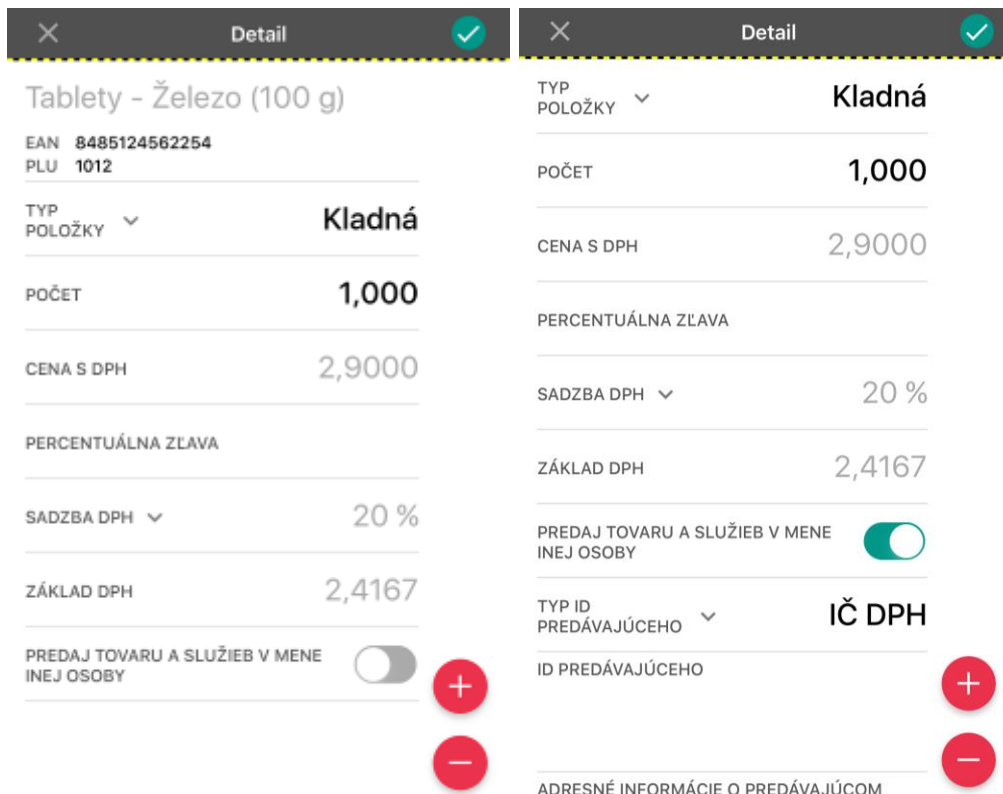 Detail
Tablety - Železo (100 g)
EAN 8485124562254
PLU 1012
TYP
POLOŽKY
Kladná
POČET 1,000
CENA S DPH 2,9000
PERCENTUÁLNA ZĽAVA
SADZBA DPH 20 %
ZÁKLAD DPH 2,4167
PREDAJ TOVARU A SLUŽIEB V MENE
INEJ OSOBY
Detail
TYP
POLOŽKY
Kladná
POČET 1,000
CENA S DPH 2,9000
PERCENTUÁLNA ZĽAVA
SADZBA DPH 20 %
ZÁKLAD DPH 2,4167
PREDAJ TOVARU A SLUŽIEB V MENE
INEJ OSOBY
TYP ID
PREDÁVAJÚCEHO
IČ DPH
ID PREDÁVAJÚCEHO
ADRESNÉ INFORMÁCIE O PREDÁVAJÚCOM